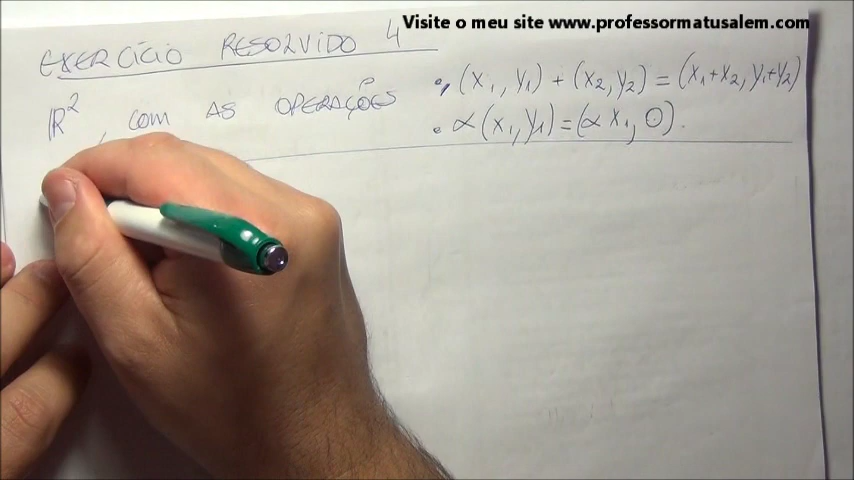 Visite o meu site www.professormatusalem.com
EXERCÍCIO RESOLVIDO 4
ℝ², COM AS OPERAÇÕES
• (x₁, y₁) + (x₂, y₂) = (x₁+x₂, y₁+y₂)
• α(x₁, y₁) = (αx₁, 0).